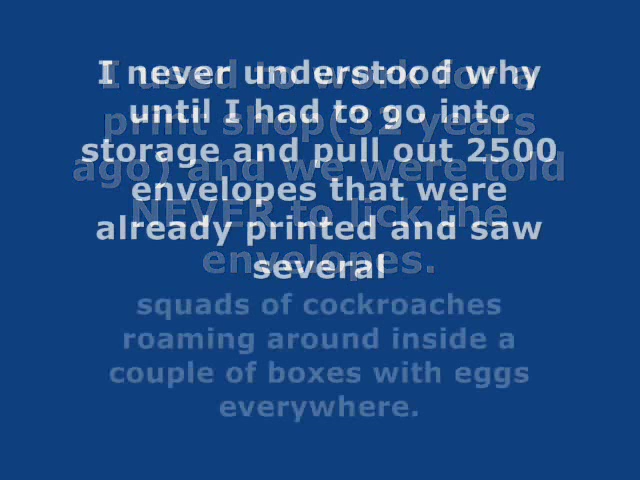 I never understood why
until I had to go into
storage and pull out 2500
envelopes that were
already printed and saw
several
squads of cockroaches
roaming around inside a
couple of boxes with eggs
everywhere.
I used to work for a
print shop(32 years
ago) and we were told
NEVER to lick the
envelopes.